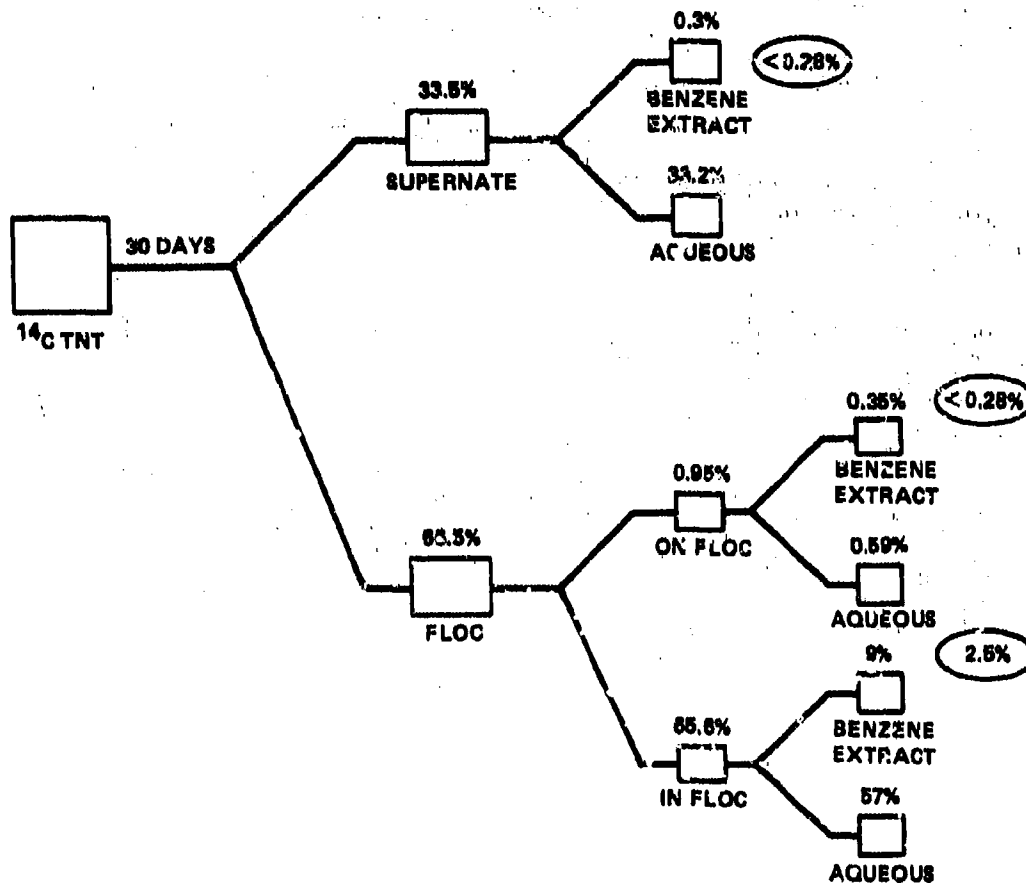 0.3%
< 0.28%
BENZENE
EXTRACT
33.5%
SUPERNATE
33.2%
AQUEOUS
30 DAYS
14C TNT
0.35%
< 0.28%
BENZENE
EXTRACT
0.95%
ON FLOC
0.59%
AQUEOUS
66.5%
FLOC
9%
2.5%
BENZENE
EXTRACT
65.6%
IN FLOC
57%
AQUEOUS